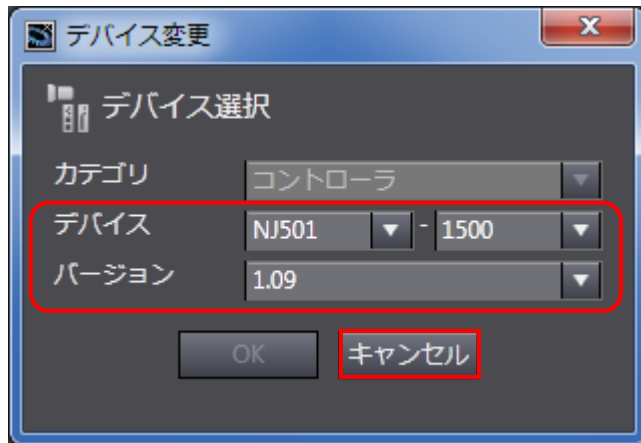 デバイス変更
デバイス選択
カテゴリ コントローラ
デバイス NJ501 - 1500
バージョン 1.09
OK キャンセル